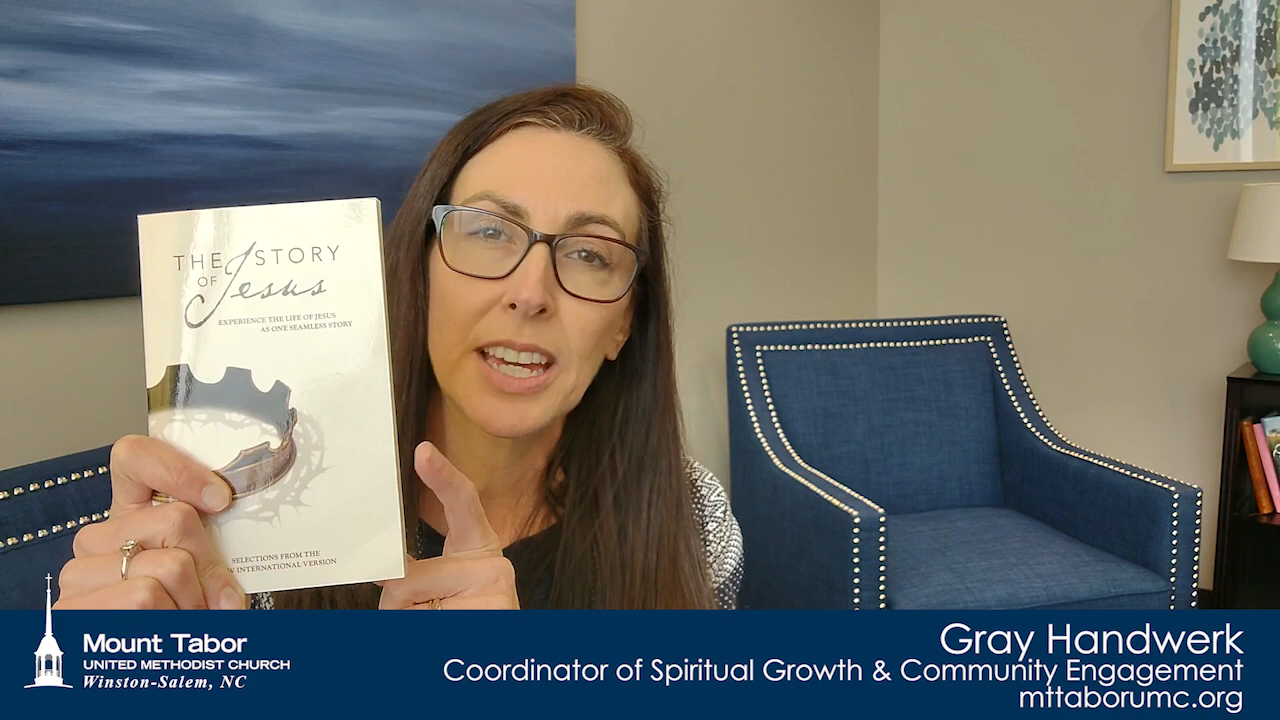 THE STORY
OF Jesus
EXPERIENCE THE LIFE OF JESUS
AS ONE SEAMLESS STORY
SELECTIONS FROM THE
INTERNATIONAL VERSION
Mount Tabor
UNITED METHODIST CHURCH
Winston-Salem, NC
Gray Handwerk
Coordinator of Spiritual Growth & Community Engagement
mttaborumc.org